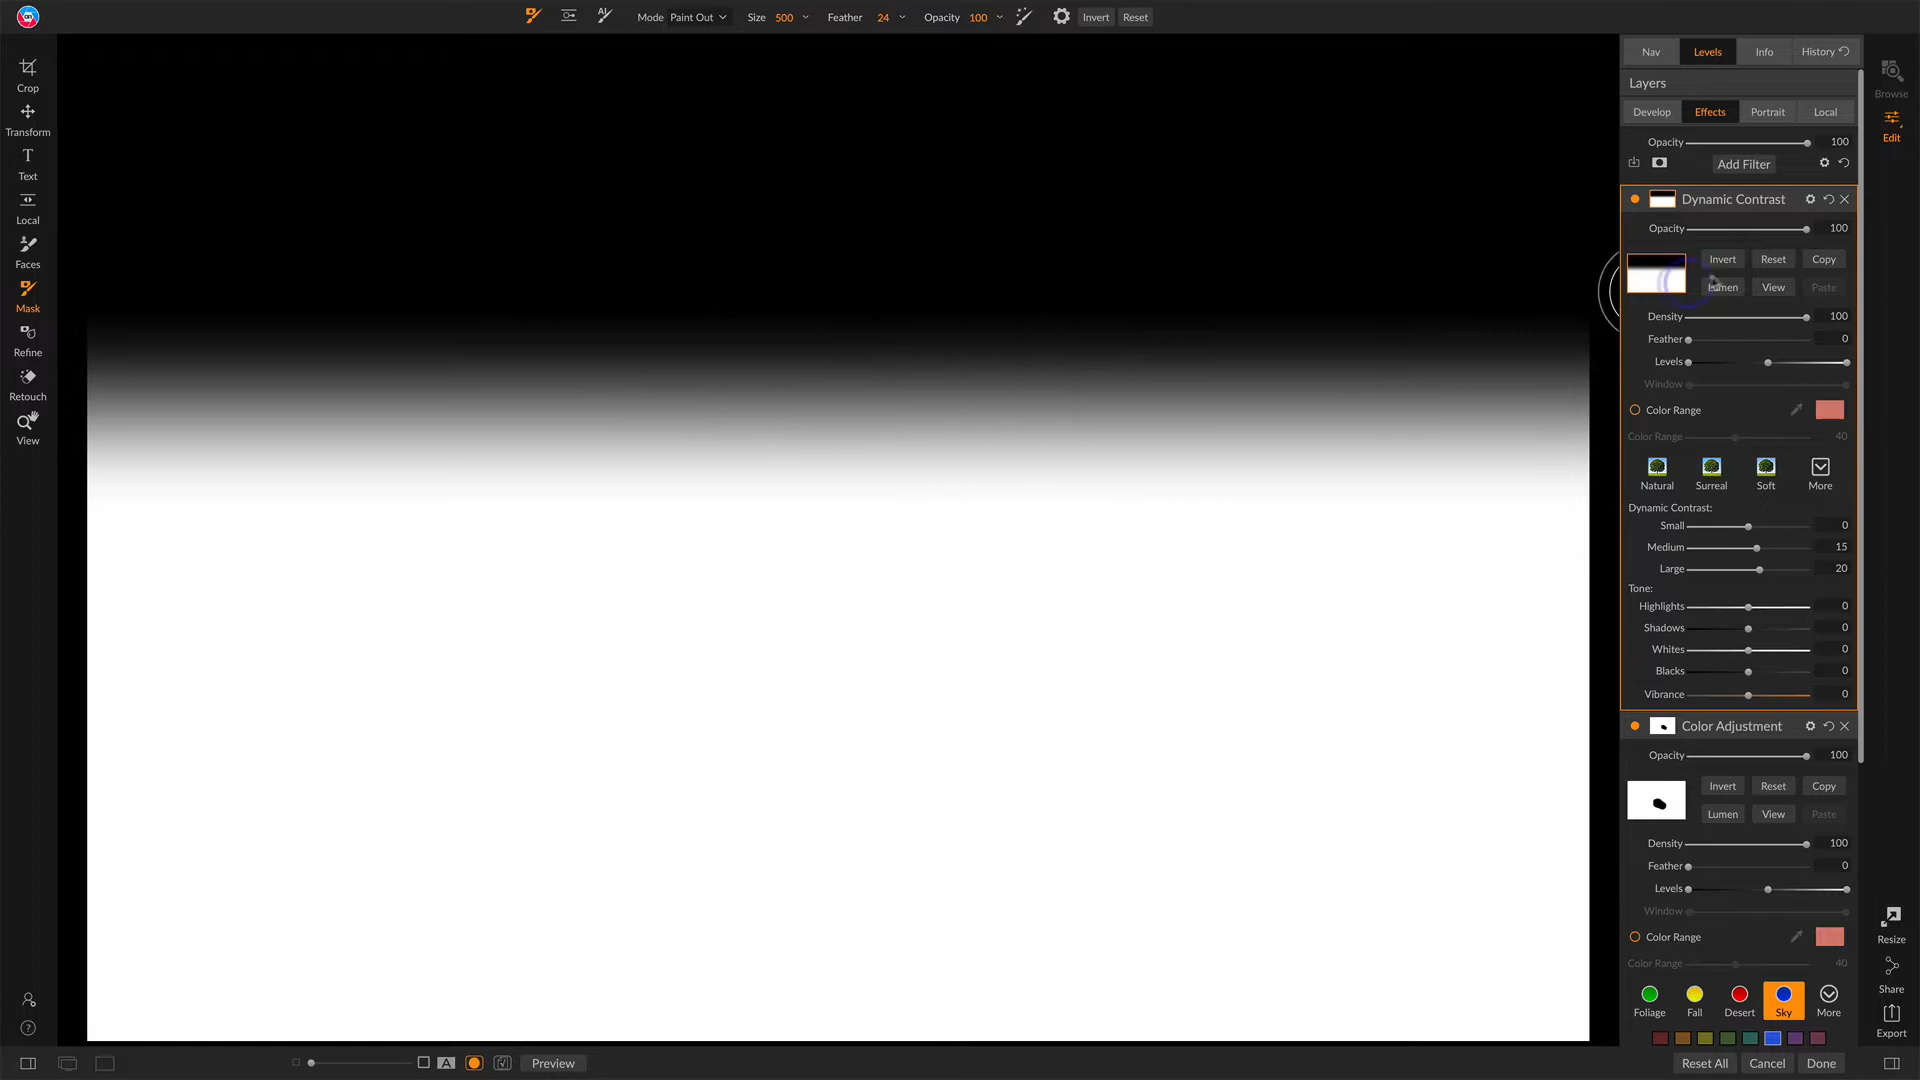 Mode Paint Out Size 500 Feather 24 Opacity 100 Invert Reset
Crop
Transform
Text
Local
Faces
Mask
Refine
Retouch
View
Nav Levels Info History
Layers
Develop Effects Portrait Local
Opacity 100
Add Filter
Dynamic Contrast
Opacity 100
Invert Reset Copy
Lumen View Paste
Density 100
Feather 0
Levels
Window
Color Range
Color Range 40
Natural Surreal Soft More
Dynamic Contrast:
Small 0
Medium 15
Large 20
Tone:
Highlights 0
Shadows 0
Whites 0
Blacks 0
Vibrance 0
Color Adjustment
Opacity 100
Invert Reset Copy
Lumen View Paste
Density 100
Feather 0
Levels
Window
Color Range
Color Range 40
Foliage Fall Desert Sky More
Reset All Cancel Done
Browse
Edit
Resize
Share
Export
A Preview